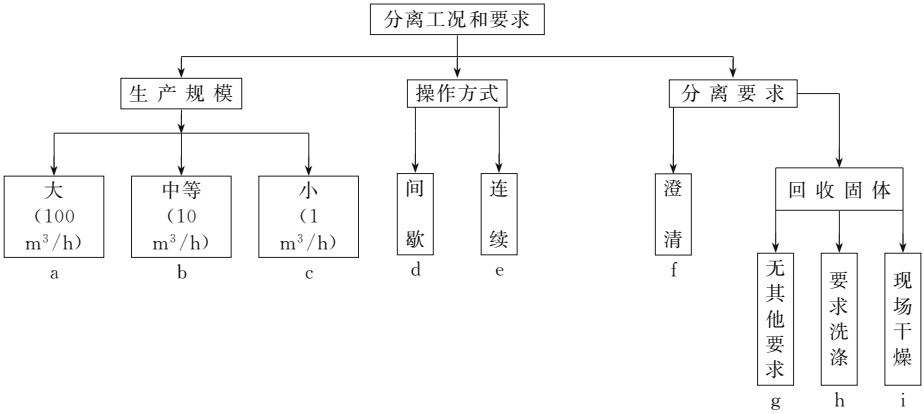 分离工况和要求
生产规模
操作方式
分离要求
大
（100
m³/h）
a
中等
（10
m³/h）
b
小
（1
m³/h）
c
间歇
d
连续
e
澄清
f
回收固体
无其他要求
g
要求洗涤
h
现场干燥
i